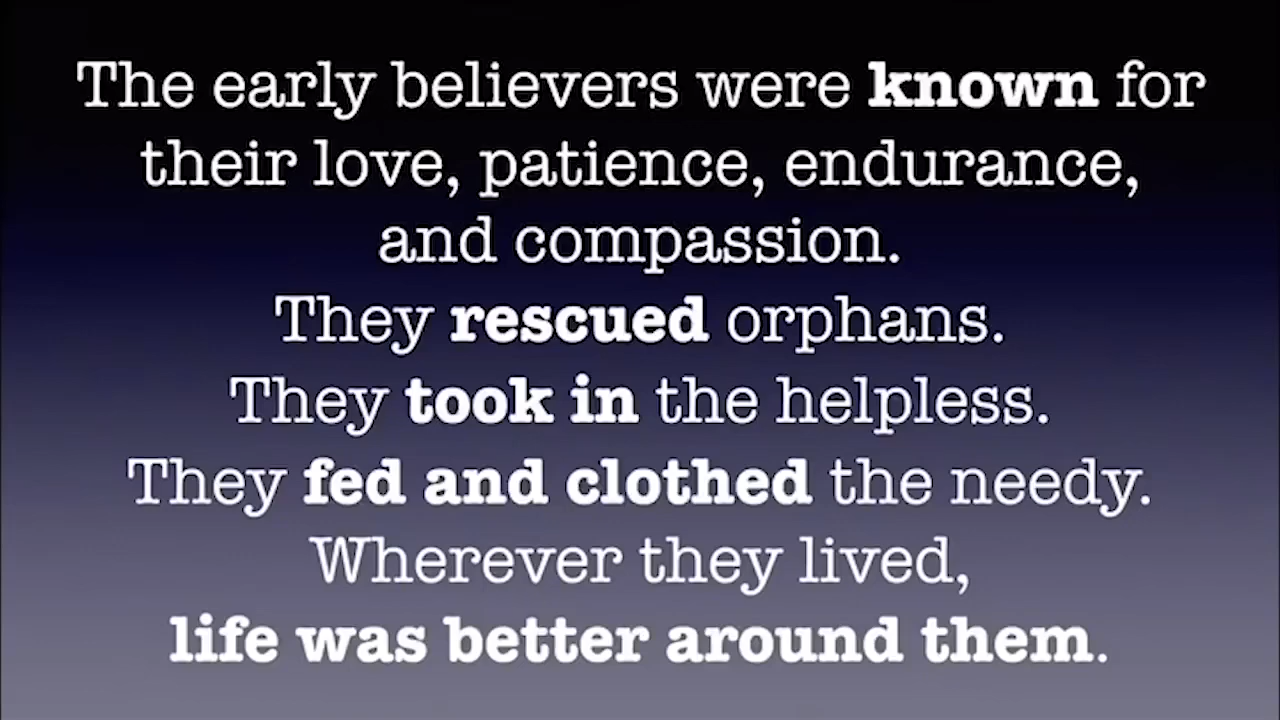 The early believers were known for
their love, patience, endurance,
and compassion.
They rescued orphans.
They took in the helpless.
They fed and clothed the needy.
Wherever they lived,
life was better around them.